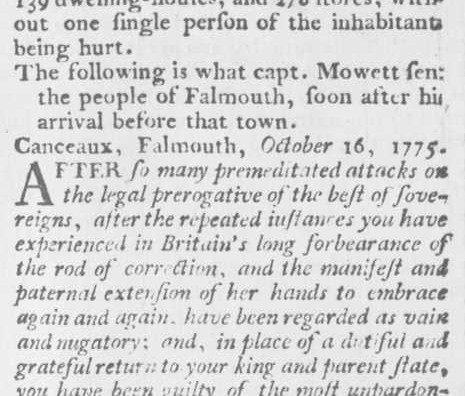 139 dwelling-houses, and 278 stores, with-
out one ſingle perſon of the inhabitants
being hurt.
The following is what capt. Mowett ſent
the people of Falmouth, ſoon after his
arrival before that town.
Canceaux, Falmouth, October 16, 1775.
AFTER ſo many premeditated attacks on
the legal prerogative of the beſt of ſove-
reigns, after the repeated inſtances you have
experienced in Britain's long forbearance of
the rod of correction, and the manifeſt and
paternal extenſion of her hands to embrace
again and again, have been regarded as vain
and nugatory: and, in place of a dutiful and
grateful return to your king and parent ſtate,
you have been guilty of the moſt unpardon-